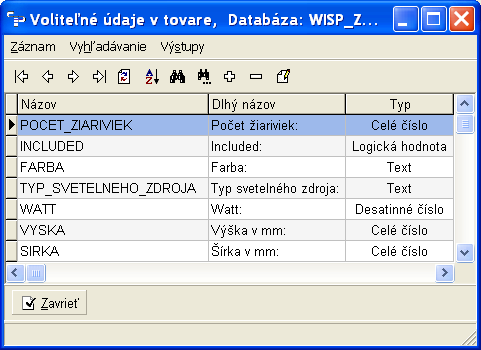 Voliteľné údaje v tovare,  Databáza: WISP_Z...
Záznam Vyhľadávanie Výstupy
Názov Dlhý názov Typ
POCET_ZIARIVIEK Počet žiariviek: Celé číslo
INCLUDED Included: Logická hodnota
FARBA Farba: Text
TYP_SVETELNEHO_ZDROJA Typ svetelného zdroja: Text
WATT Watt: Desatinné číslo
VYSKA Výška v mm: Celé číslo
SIRKA Šírka v mm: Celé číslo
Zavrieť